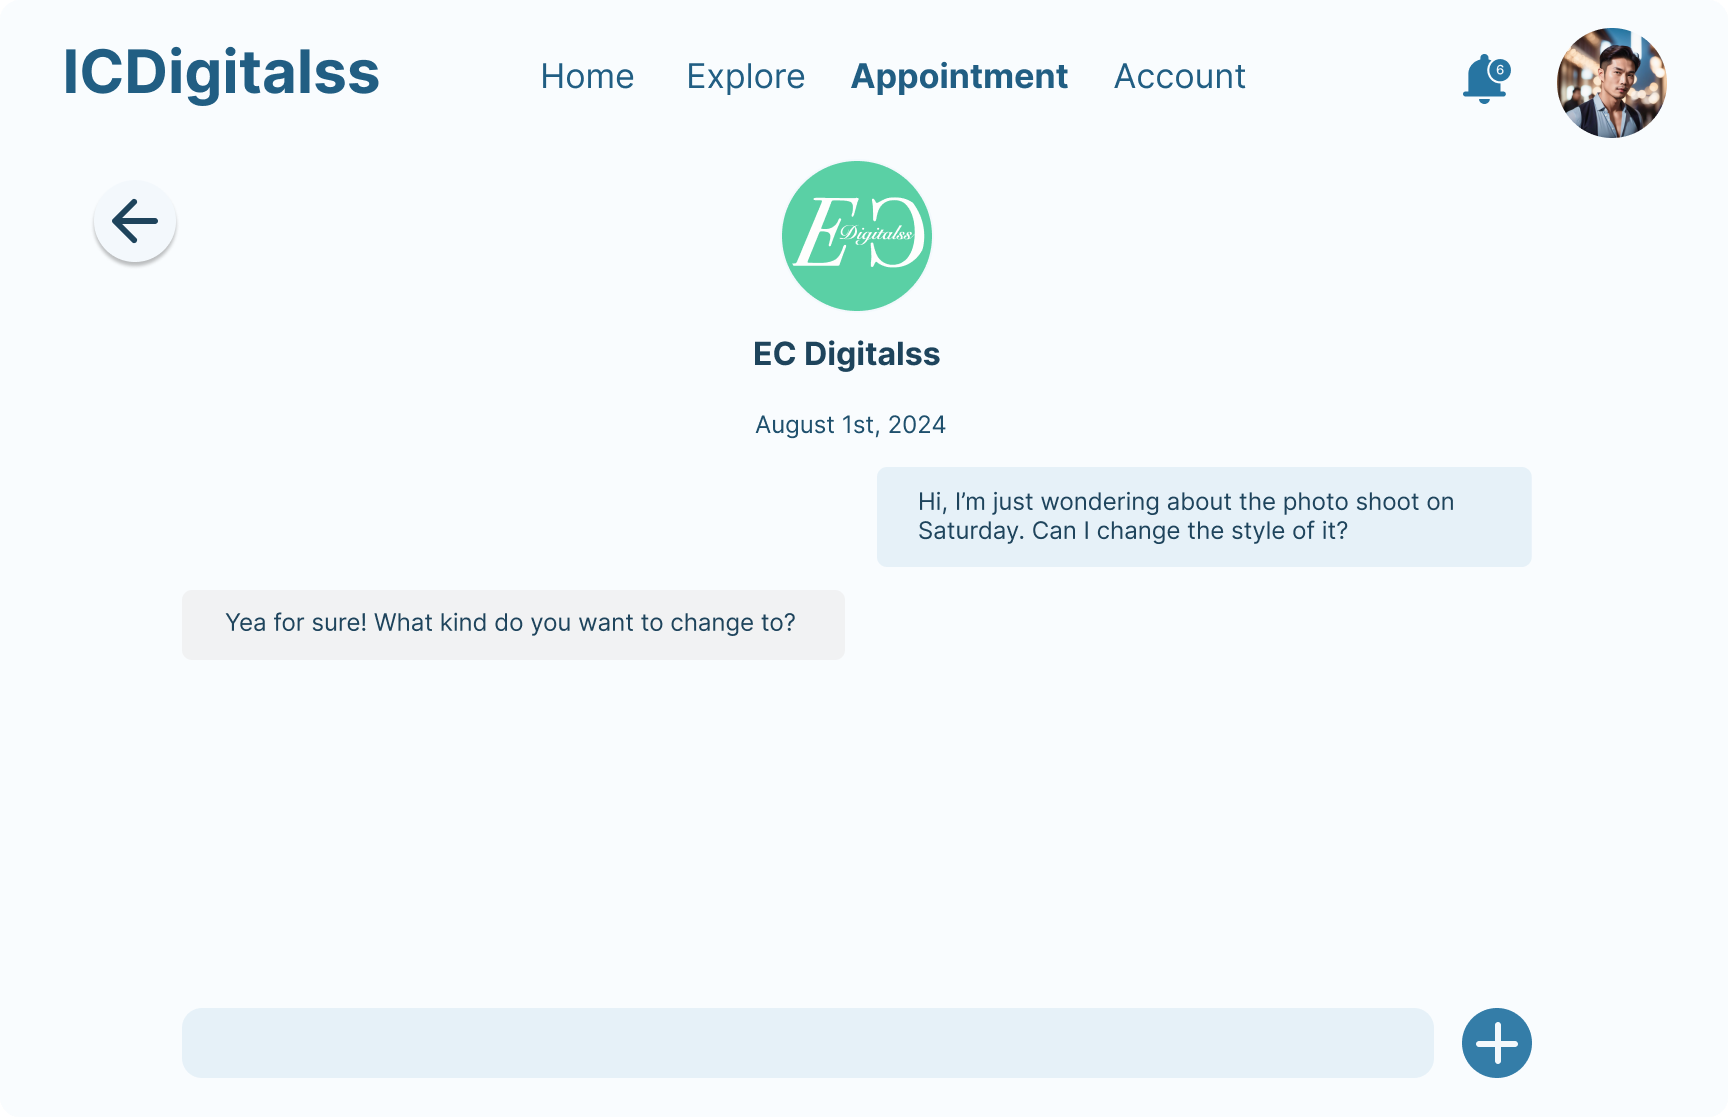 ICDigitalss
Home Explore Appointment Account
6
EC
Digitalss
EC Digitalss
August 1st, 2024
Hi, I’m just wondering about the photo shoot on
Saturday. Can I change the style of it?
Yea for sure! What kind do you want to change to?